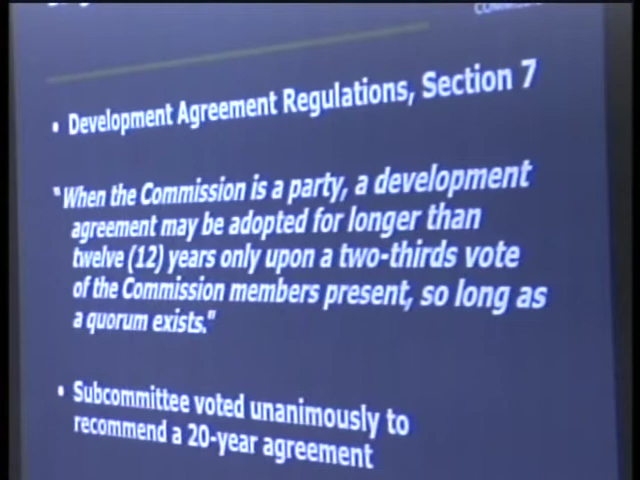 • Development Agreement Regulations, Section 7
“When the Commission is a party, a development
agreement may be adopted for longer than
twelve (12) years only upon a two-thirds vote
of the Commission members present, so long as
a quorum exists.”
• Subcommittee voted unanimously to
recommend a 20-year agreement